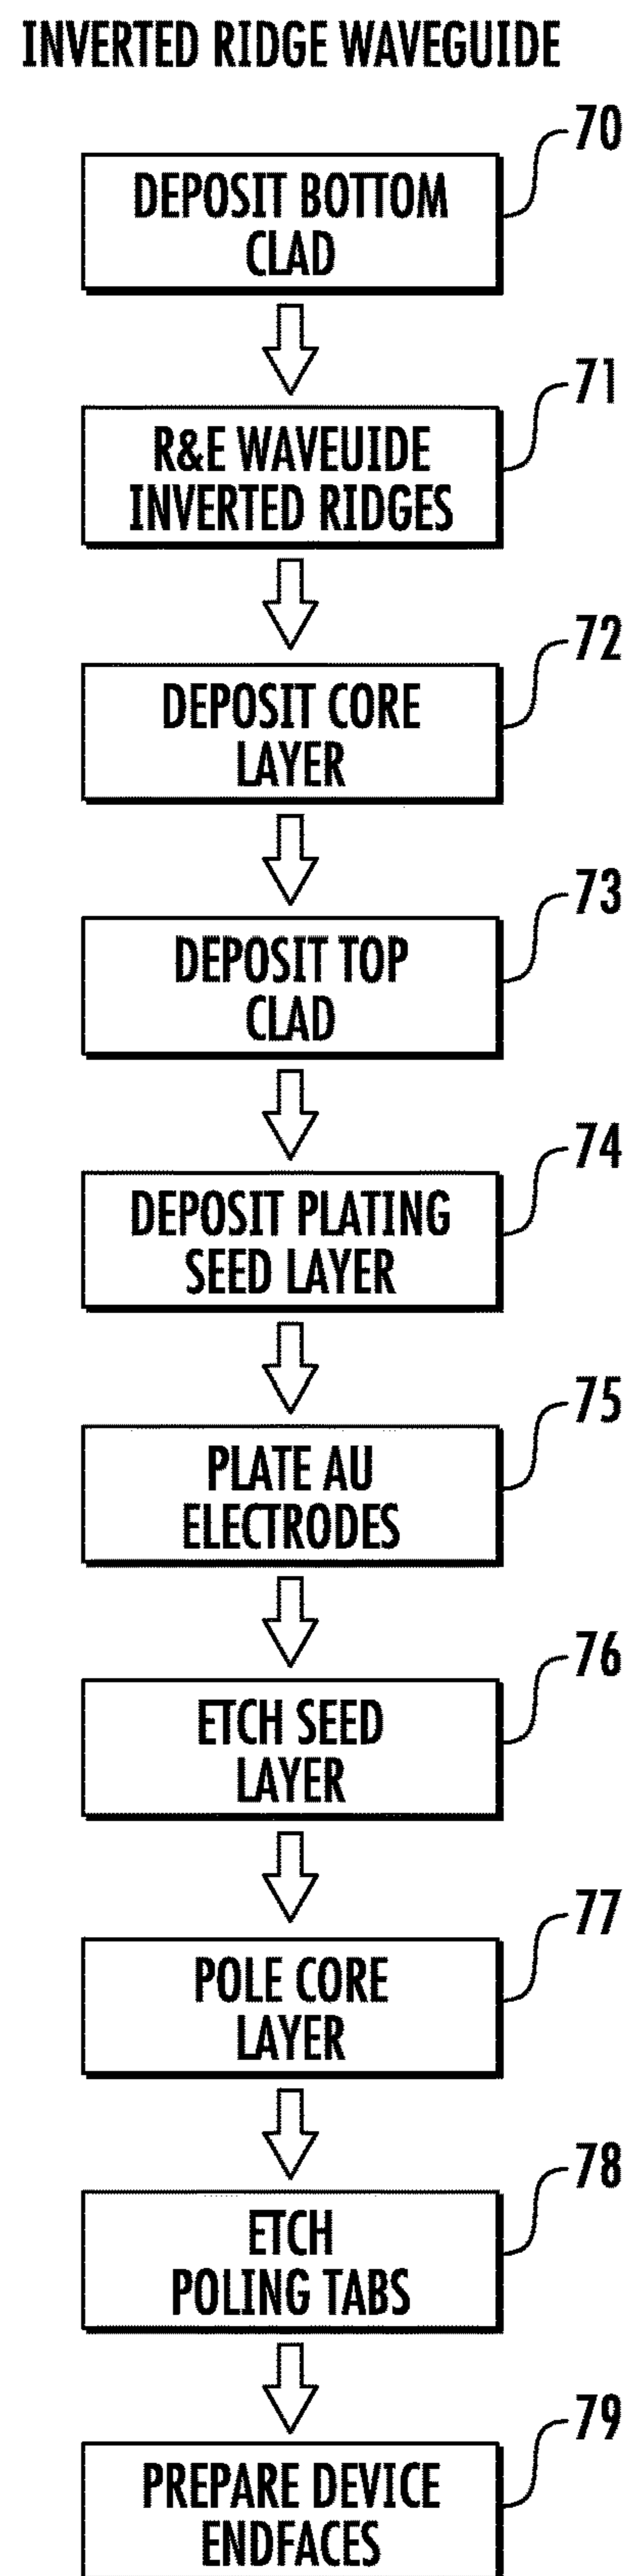 INVERTED RIDGE WAVEGUIDE
70
DEPOSIT BOTTOM
CLAD
71
R&E WAVEUIDE
INVERTED RIDGES
72
DEPOSIT CORE
LAYER
73
DEPOSIT TOP
CLAD
74
DEPOSIT PLATING
SEED LAYER
75
PLATE AU
ELECTRODES
76
ETCH SEED
LAYER
77
POLE CORE
LAYER
78
ETCH
POLING TABS
79
PREPARE DEVICE
ENDFACES